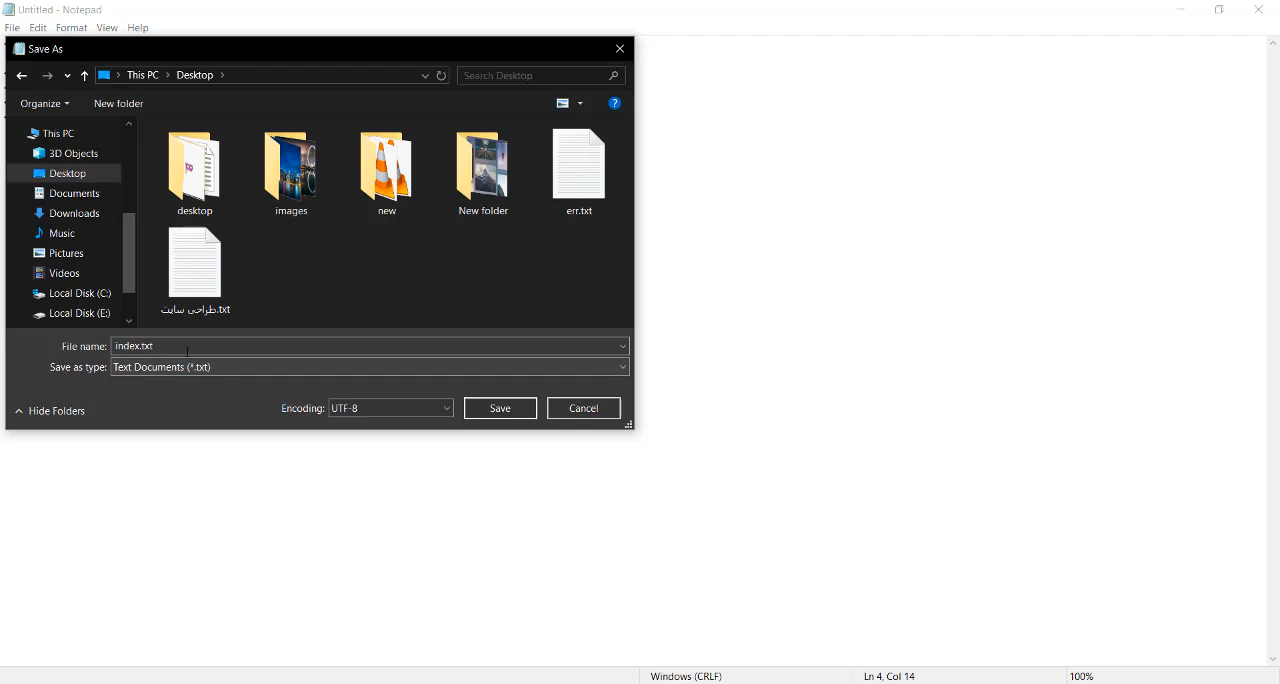 Untitled - Notepad
File Edit Format View Help
Save As
This PC > Desktop >
Search Desktop
Organize New folder
?
This PC
3D Objects
Desktop
Documents
Downloads
Music
Pictures
Videos
Local Disk (C:)
Local Disk (E:)
desktop
images
new
New folder
err.txt
طراحی سایت.txt
File name: index.txt
Save as type: Text Documents (*.txt)
Hide Folders
Encoding: UTF-8
Save
Cancel
Windows (CRLF) Ln 4, Col 14 100%